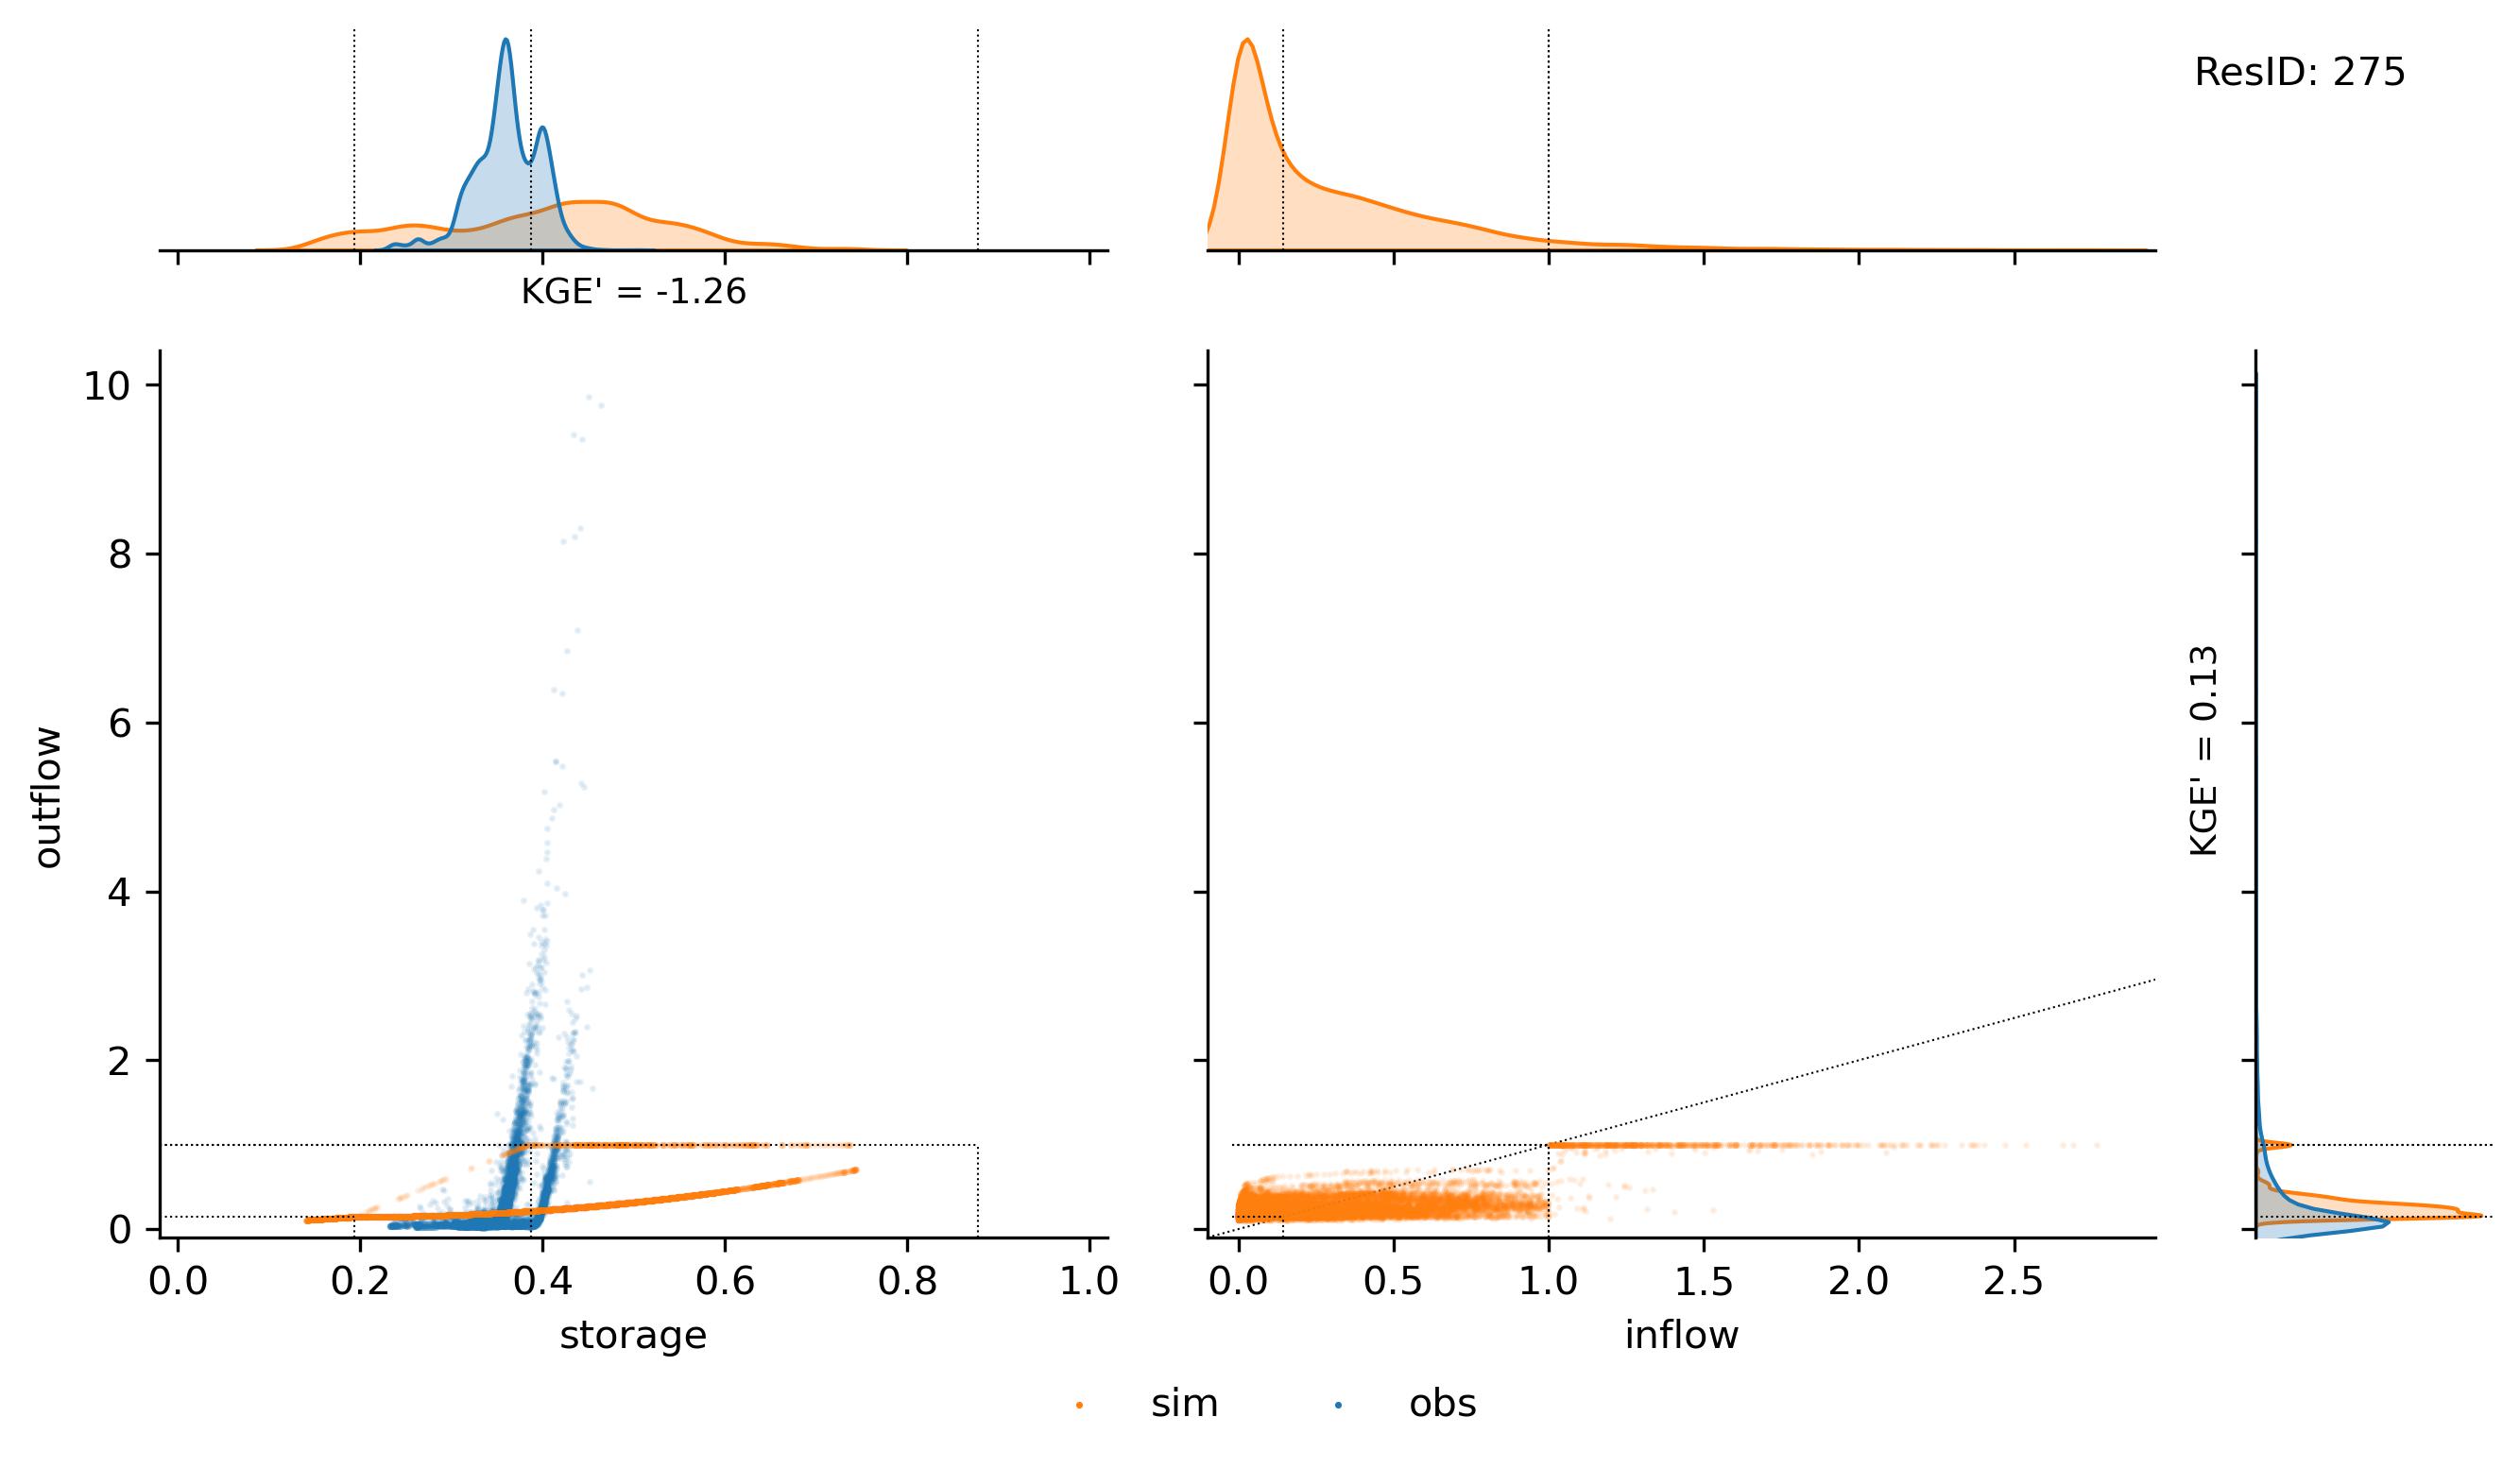 ResID: 275
KGE' = -1.26
10
8
6
4
2
0
outflow
KGE' = 0.13
0.0 0.2 0.4 0.6 0.8 1.0
storage
0.0 0.5 1.0 1.5 2.0 2.5
inflow
sim obs